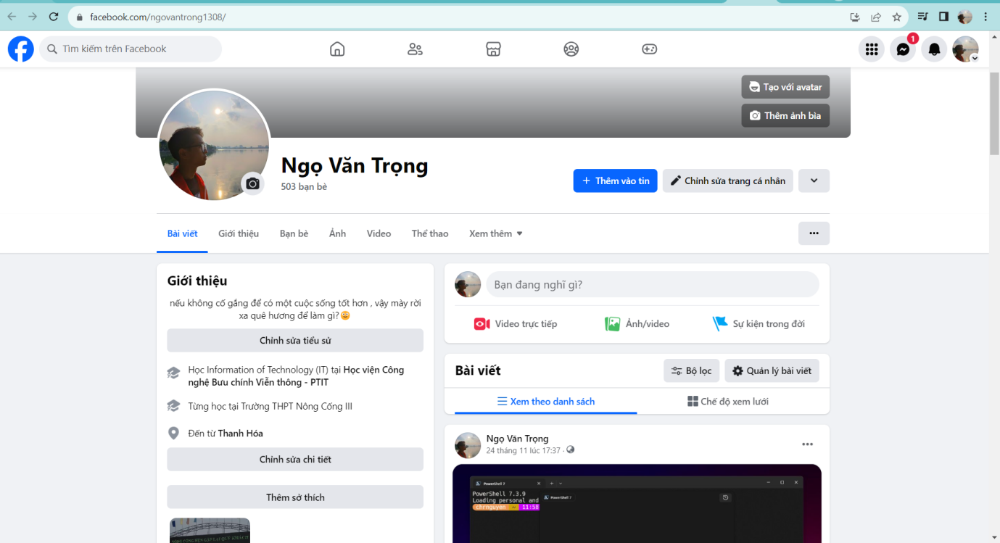 facebook.com/ngovantrong1308/
Tìm kiếm trên Facebook
1
Tạo với avatar
Thêm ảnh bìa
Ngọ Văn Trọng
503 bạn bè
+ Thêm vào tin
Chỉnh sửa trang cá nhân
Bài viết
Giới thiệu
Bạn bè
Ảnh
Video
Thể thao
Xem thêm
Giới thiệu
nếu không cố gắng để có một cuộc sống tốt hơn , vậy mày rời
xa quê hương để làm gì?
Chỉnh sửa tiểu sử
Học Information of Technology (IT) tại Học viện Công
nghệ Bưu chính Viễn thông - PTIT
Từng học tại Trường THPT Nông Cống III
Đến từ Thanh Hóa
Chỉnh sửa chi tiết
Thêm sở thích
Bạn đang nghĩ gì?
Video trực tiếp
Ảnh/video
Sự kiện trong đời
Bài viết
Bộ lọc
Quản lý bài viết
Xem theo danh sách
Chế độ xem lưới
Ngọ Văn Trọng
24 tháng 11 lúc 17:37 ·
PowerShell 7
PowerShell 7.3.9
Loading personal and
PowerShell 7
chrnguyen ~ 11:58